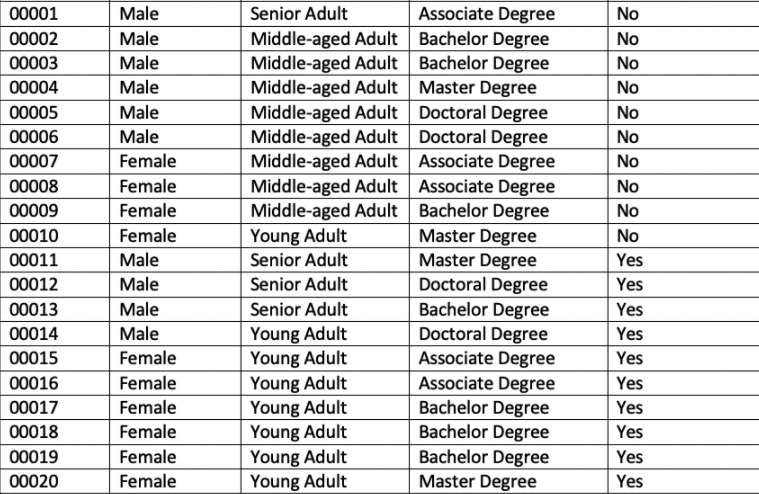 00001 Male Senior Adult Associate Degree No
00002 Male Middle-aged Adult Bachelor Degree No
00003 Male Middle-aged Adult Bachelor Degree No
00004 Male Middle-aged Adult Master Degree No
00005 Male Middle-aged Adult Doctoral Degree No
00006 Male Middle-aged Adult Doctoral Degree No
00007 Female Middle-aged Adult Associate Degree No
00008 Female Middle-aged Adult Associate Degree No
00009 Female Middle-aged Adult Bachelor Degree No
00010 Female Young Adult Master Degree No
00011 Male Senior Adult Master Degree Yes
00012 Male Senior Adult Doctoral Degree Yes
00013 Male Senior Adult Bachelor Degree Yes
00014 Male Young Adult Doctoral Degree Yes
00015 Female Young Adult Associate Degree Yes
00016 Female Young Adult Associate Degree Yes
00017 Female Young Adult Bachelor Degree Yes
00018 Female Young Adult Bachelor Degree Yes
00019 Female Young Adult Bachelor Degree Yes
00020 Female Young Adult Master Degree Yes